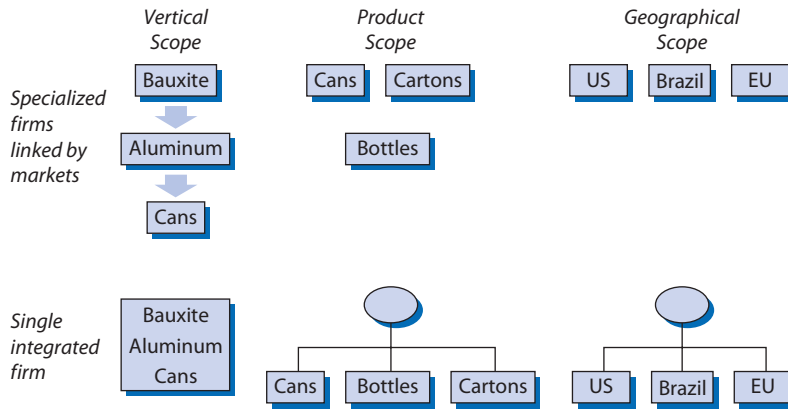 Vertical
Scope
Product
Scope
Geographical
Scope
Specialized
firms
linked by
markets
Bauxite
Aluminum
Cans
Cans
Cartons
Bottles
US
Brazil
EU
Single
integrated
firm
Bauxite
Aluminum
Cans
Cans
Bottles
Cartons
US
Brazil
EU